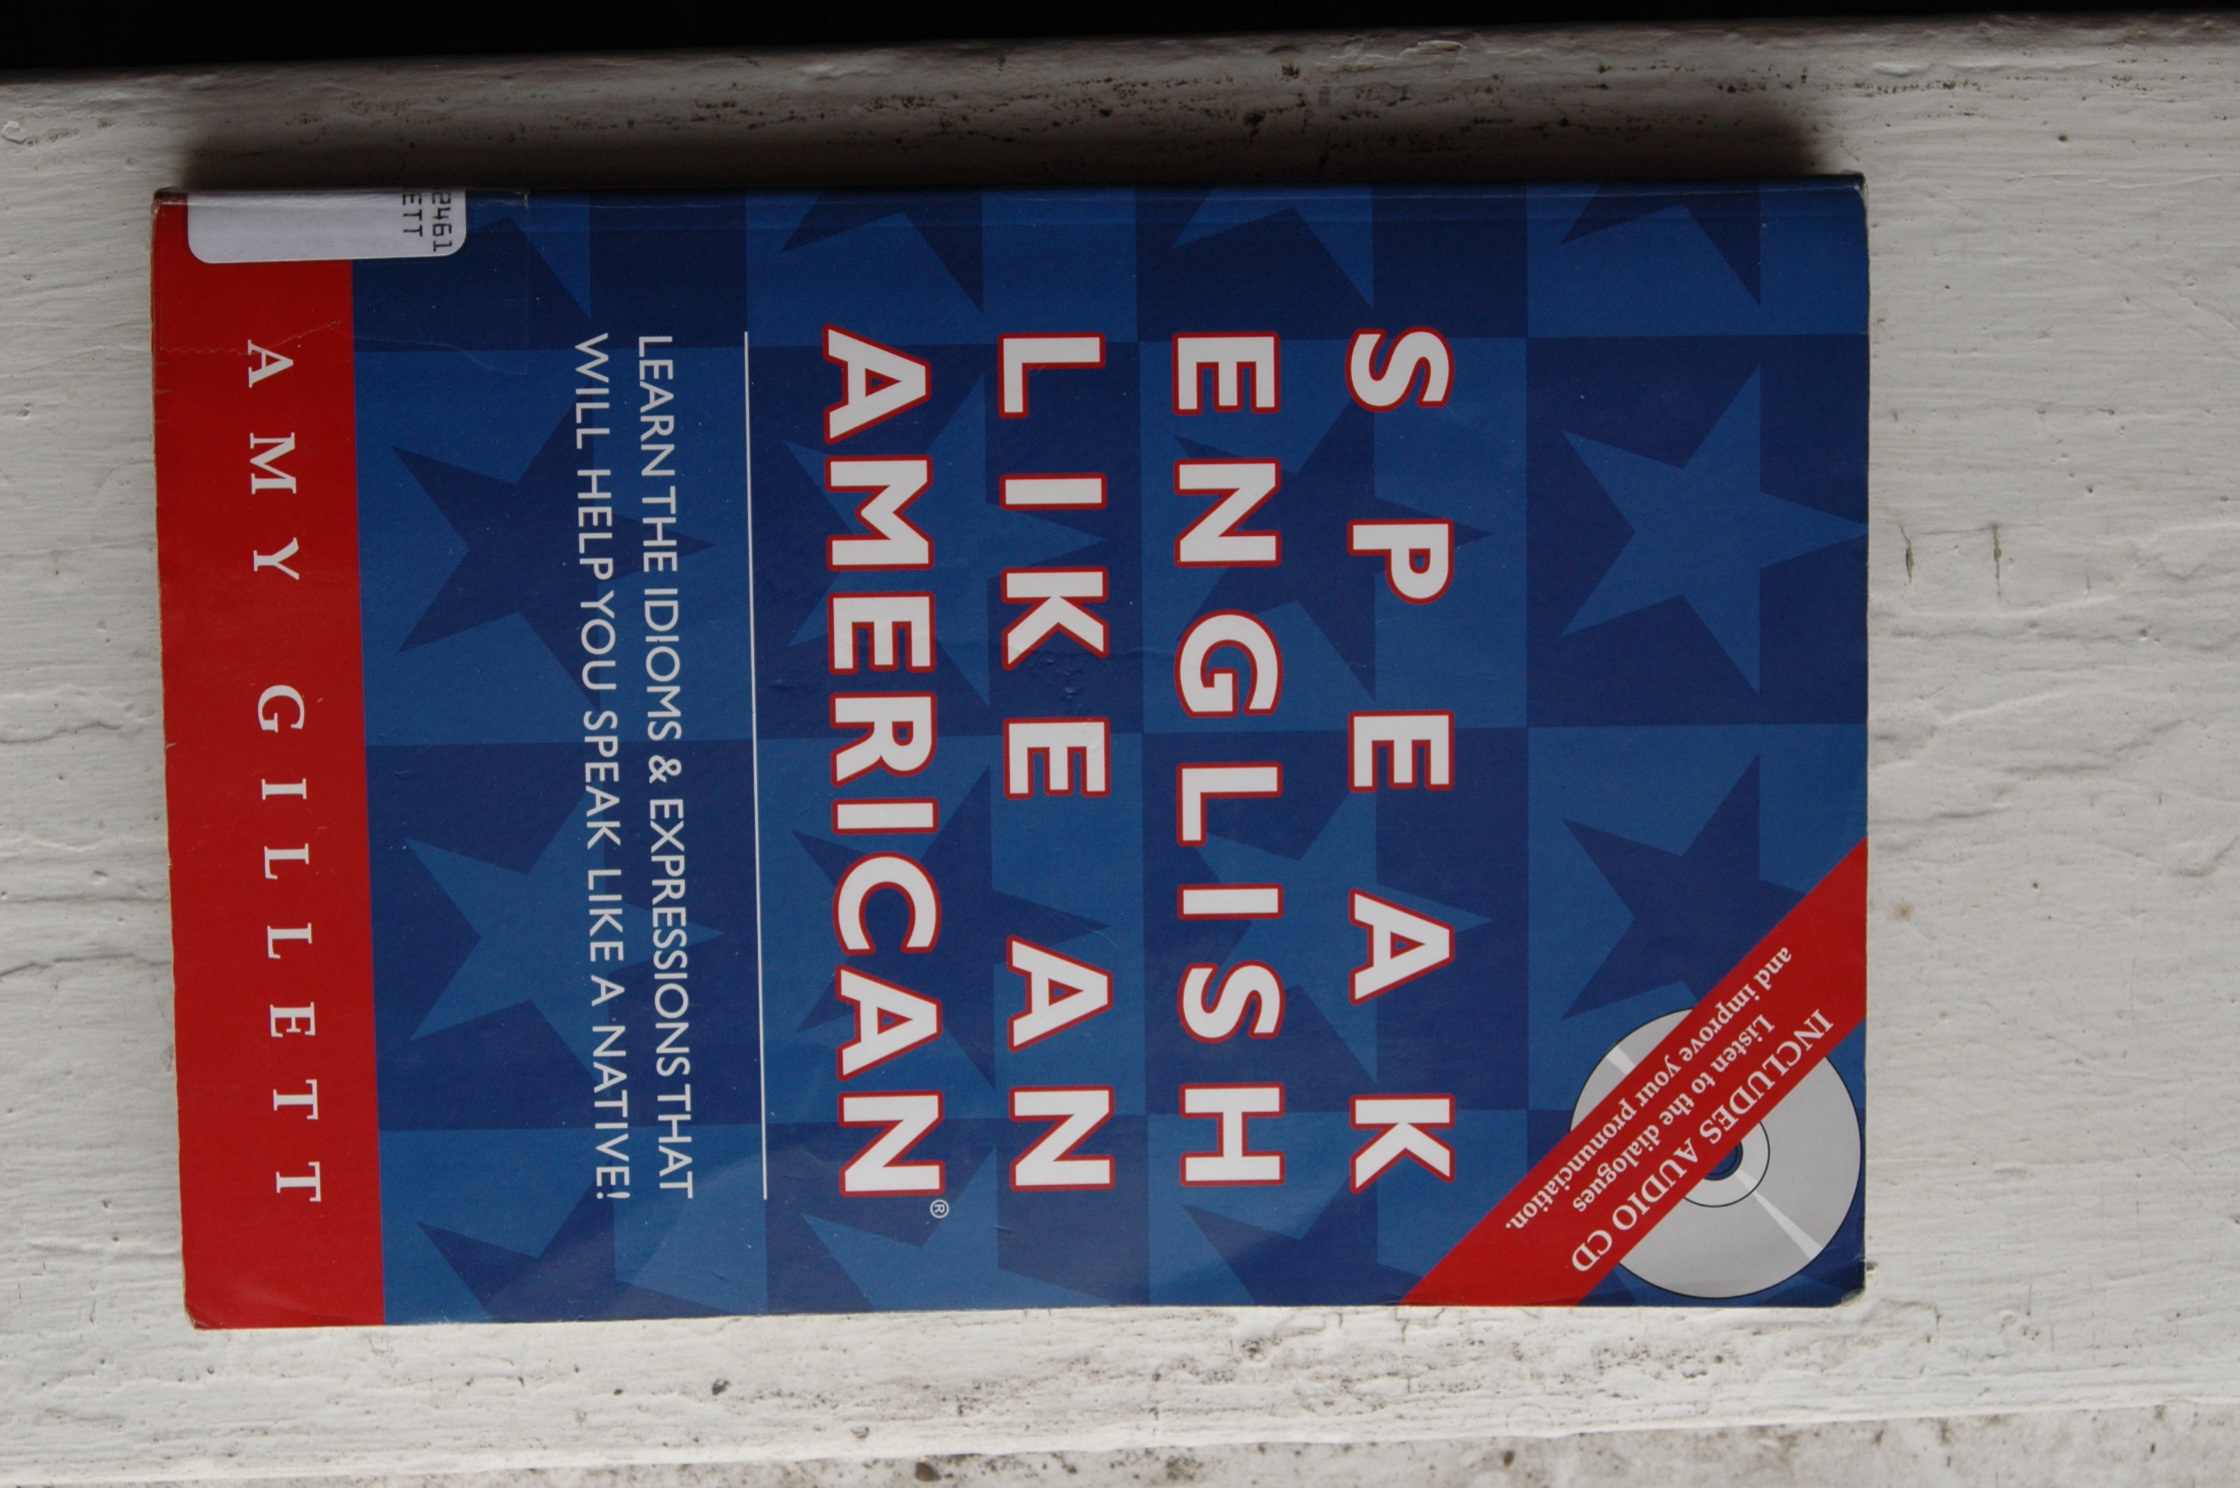 INCLUDES AUDIO CD
Listen to the dialogues
and improve your pronunciation.
SPEAK
ENGLISH
LIKE AN
AMERICAN®
LEARN THE IDIOMS & EXPRESSIONS THAT
WILL HELP YOU SPEAK LIKE A NATIVE!
2461
ETT
AMY GILLETT